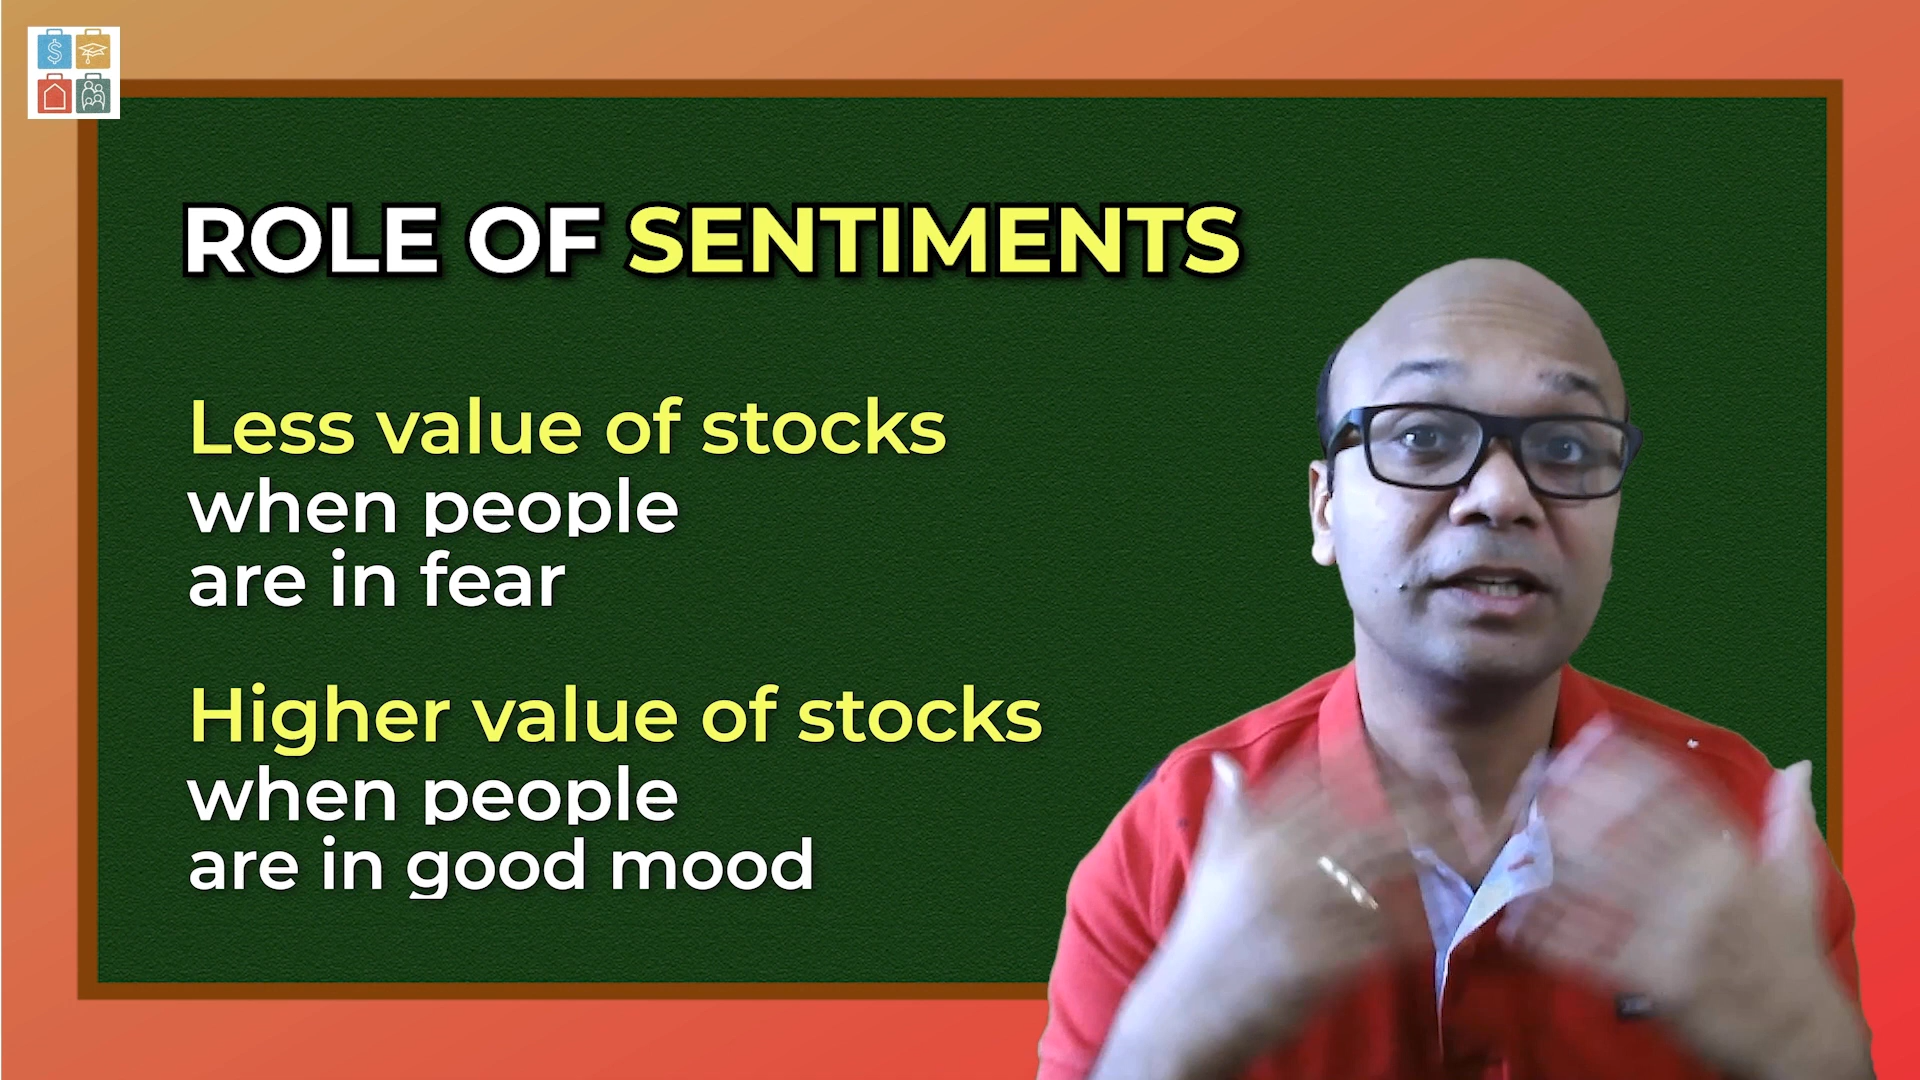 ROLE OF SENTIMENTS
Less value of stocks
when people
are in fear
Higher value of stocks
when people
are in good mood